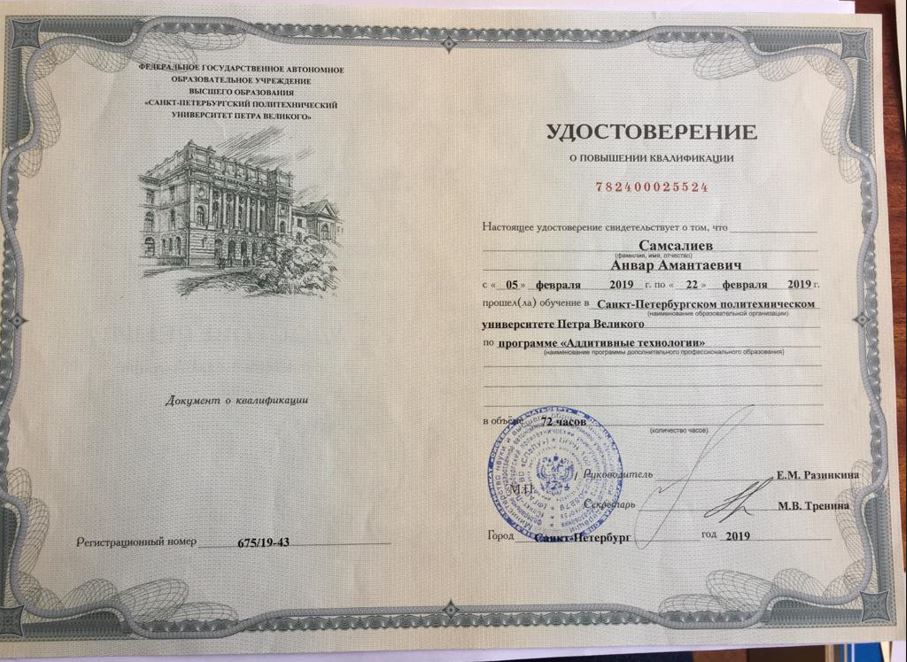 ФЕДЕРАЛЬНОЕ ГОСУДАРСТВЕННОЕ АВТОНОМНОЕ
ОБРАЗОВАТЕЛЬНОЕ УЧРЕЖДЕНИЕ
ВЫСШЕГО ОБРАЗОВАНИЯ
«САНКТ-ПЕТЕРБУРГСКИЙ ПОЛИТЕХНИЧЕСКИЙ
УНИВЕРСИТЕТ ПЕТРА ВЕЛИКОГО»
Документ о квалификации
Регистрационный номер 675/19-43
УДОСТОВЕРЕНИЕ
О ПОВЫШЕНИИ КВАЛИФИКАЦИИ
782400025524
Настоящее удостоверение свидетельствует о том, что
Самсалиев
(фамилия, имя, отчество)
Анвар Амантаевич
с «05» февраля 2019 г. по «22» февраля 2019 г.
прошел(ла) обучение в Санкт-Петербургском политехническом
(наименование образовательной организации)
университете Петра Великого
по программе «Аддитивные технологии»
(наименование программы дополнительного профессионального образования)
в объёме 72 часов
(количество часов)
М.П.
Руководитель Е.М. Разинкина
Секретарь М.В. Тренина
Город Санкт-Петербург год 2019